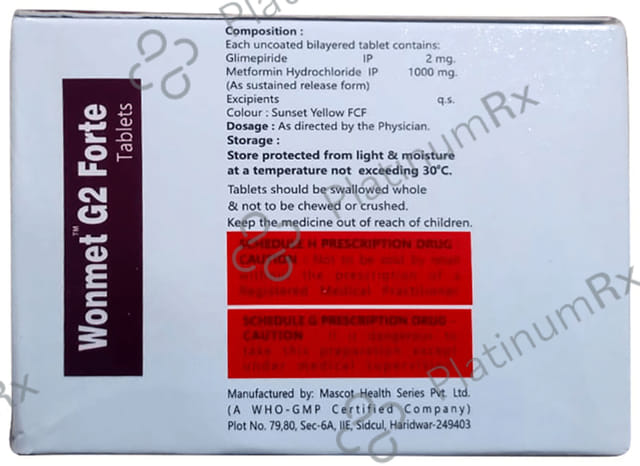 Wonmet™ G2 Forte
Tablets
Composition :
Each uncoated bilayered tablet contains:
Glimepiride IP 2 mg.
Metformin Hydrochloride IP 1000 mg.
(As sustained release form)
Excipients q.s.
Colour : Sunset Yellow FCF
Dosage : As directed by the Physician.
Storage :
Store protected from light & moisture
at a temperature not exceeding 30°C.
Tablets should be swallowed whole
& not to be chewed or crushed.
Keep the medicine out of reach of children.
SCHEDULE H PRESCRIPTION DRUG
CAUTION : Not to be sold by retail
without the prescription of a
Registered Medical Practitioner
SCHEDULE G PRESCRIPTION DRUG -
CAUTION It is dangerous to
take this preparation except
under medical supervision
Manufactured by: Mascot Health Series Pvt. Ltd.
(A WHO-GMP Certified Company)
Plot No. 79,80, Sec-6A, IIE, Sidcul, Haridwar-249403
PlatinumRx
PlatinumRx
PlatinumRx
Rx